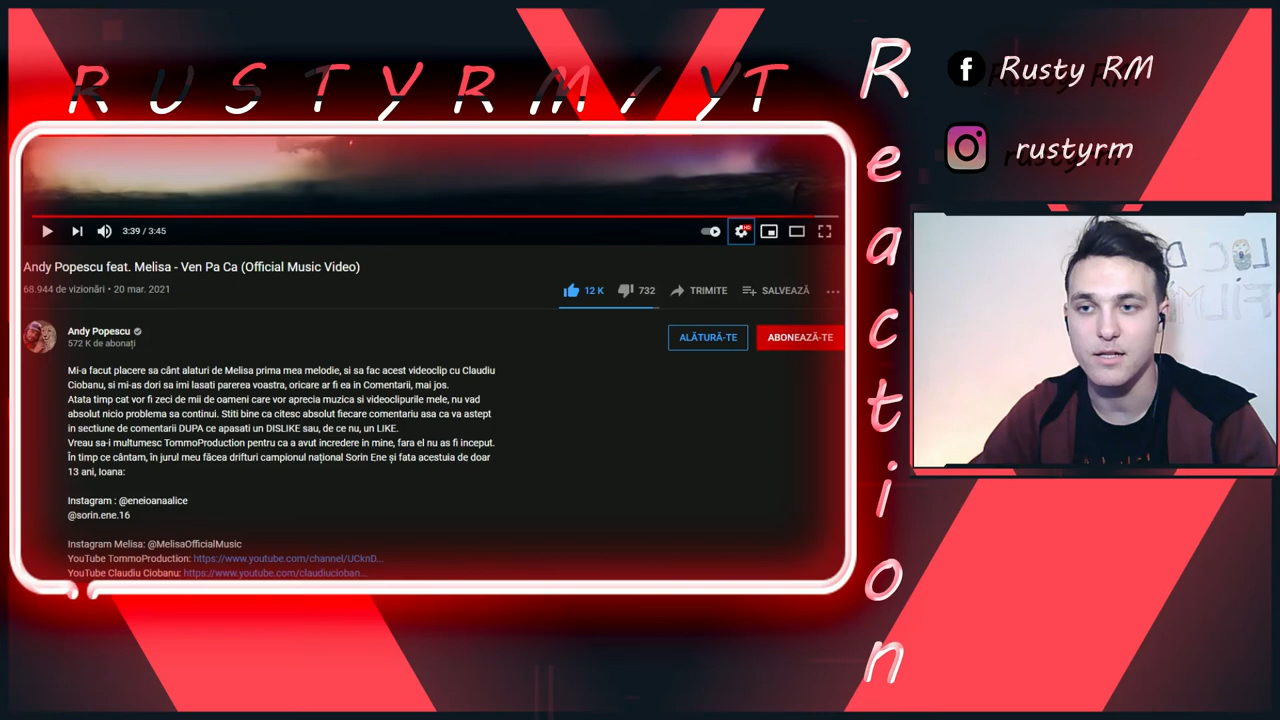 RUSTYRM/YT
Reaction
Rusty RM
rustyrm
3:39 / 3:45
HD
Andy Popescu feat. Melisa - Ven Pa Ca (Official Music Video)
68.944 de vizionări • 20 mar. 2021
12 K
732
TRIMITE
SALVEAZĂ
Andy Popescu
572 K de abonați
ALĂTURĂ-TE
ABONEAZĂ-TE
Mi-a facut placere sa cânt alaturi de Melisa prima mea melodie, si sa fac acest videoclip cu Claudiu
Ciobanu, si mi-as dori sa imi lasati parerea voastra, oricare ar fi ea in Comentarii, mai jos.
Atata timp cat vor fi zeci de mii de oameni care vor aprecia muzica si videoclipurile mele, nu vad
absolut nicio problema sa continui. Stiti bine ca citesc absolut fiecare comentariu asa ca va astept
in sectiune de comentarii DUPA ce apasati un DISLIKE sau, de ce nu, un LIKE.
Vreau sa-i multumesc TommoProduction pentru ca a avut incredere in mine, fara el nu as fi inceput.
În timp ce cântam, în jurul meu făcea drifturi campionul național Sorin Ene și fata acestuia de doar
13 ani, Ioana:
Instagram : @eneioanaalice
@sorin.ene.16
Instagram Melisa: @MelisaOfficialMusic
YouTube TommoProduction: https://www.youtube.com/channel/UCknD...
YouTube Claudiu Ciobanu: https://www.youtube.com/claudiucioban...